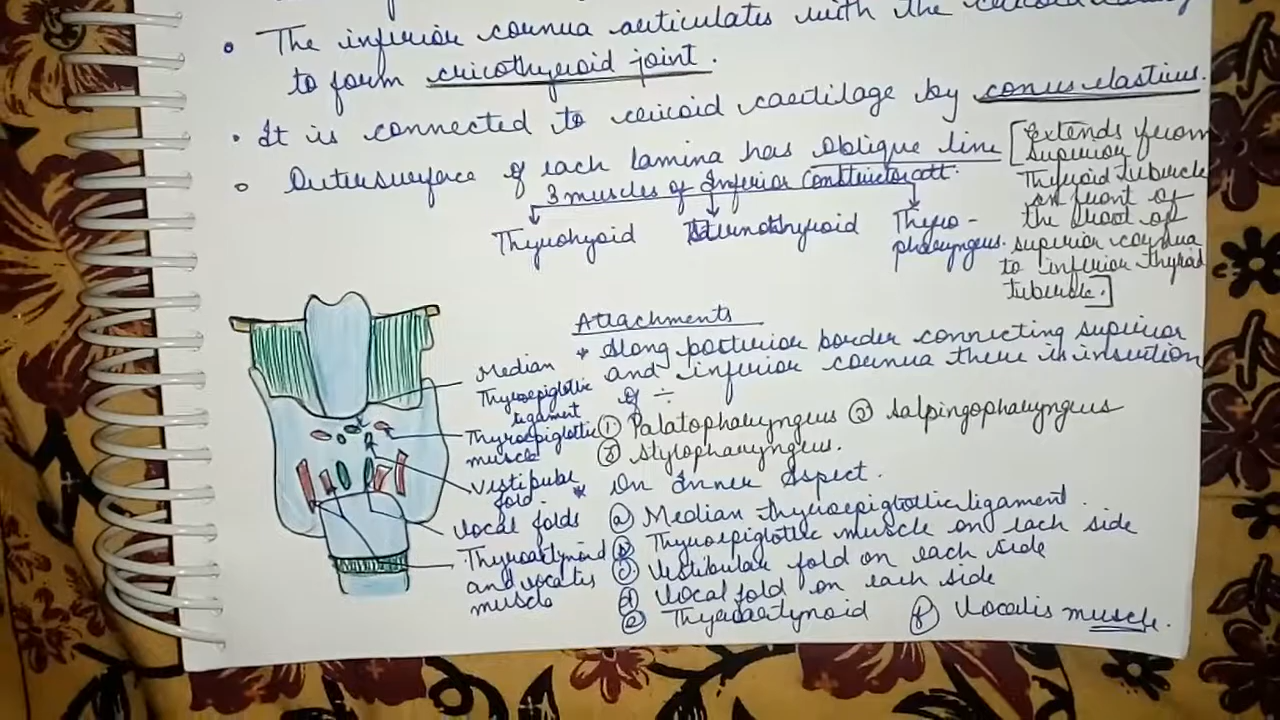 The inferior cornua articulates with the
to form cricothyroid joint.
It is connected to cricoid cartilage by conus elasticus.
Outersurface of each lamina has oblique line
[Extends from
superior
Thyroid tubercle
in front of
the root of
superior cornua
to inferior thyroid
tubercle.]
3 muscles of Inferior Constrictor att.
Thyrohyoid
Sternothyroid
Thyro-
pharyngeus.
Attachments
* Along posterior border connecting superior
and inferior cornua there is insertion
of ÷
① Palatopharyngeus ② Salpingopharyngeus
③ Stylopharyngeus.
* On Inner Aspect.
ⓐ Median thyroepiglottic ligament.
ⓑ Thyroepiglottic muscle on each side
ⓒ Vestibular fold on each side
ⓓ Vocal fold on each side
ⓔ Thyroarytnoid ⓕ Vocalis muscle.
Median
Thyroepiglottic
ligament
Thyroepiglottic
muscle
Vestibular
fold.
Vocal folds
Thyroartynoid
and vocalis
muscle